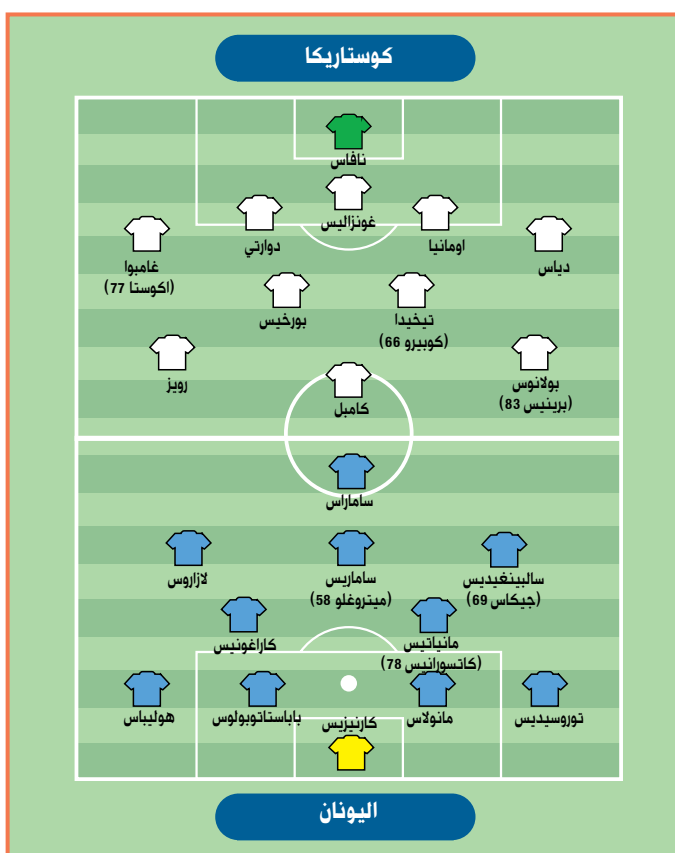 كوستاريكا
نافاس
غونزاليس
اومانيا
دوارتي
دياس
غامبوا
(اكوستا 77)
تيخيدا
(كوبيرو 66)
بورخيس
بولانوس
(برينيس 83)
رويز
كامبل
ساماراس
سالبينغيديس
(جيكاس 69)
ساماريس
(ميتروغلو 58)
لازاروس
مانياتيس
(كاتسورانيس 78)
كاراغونيس
توروسيديس
مانولاس
باباستاتوبولوس
هوليباس
كارنيزيس
اليونان